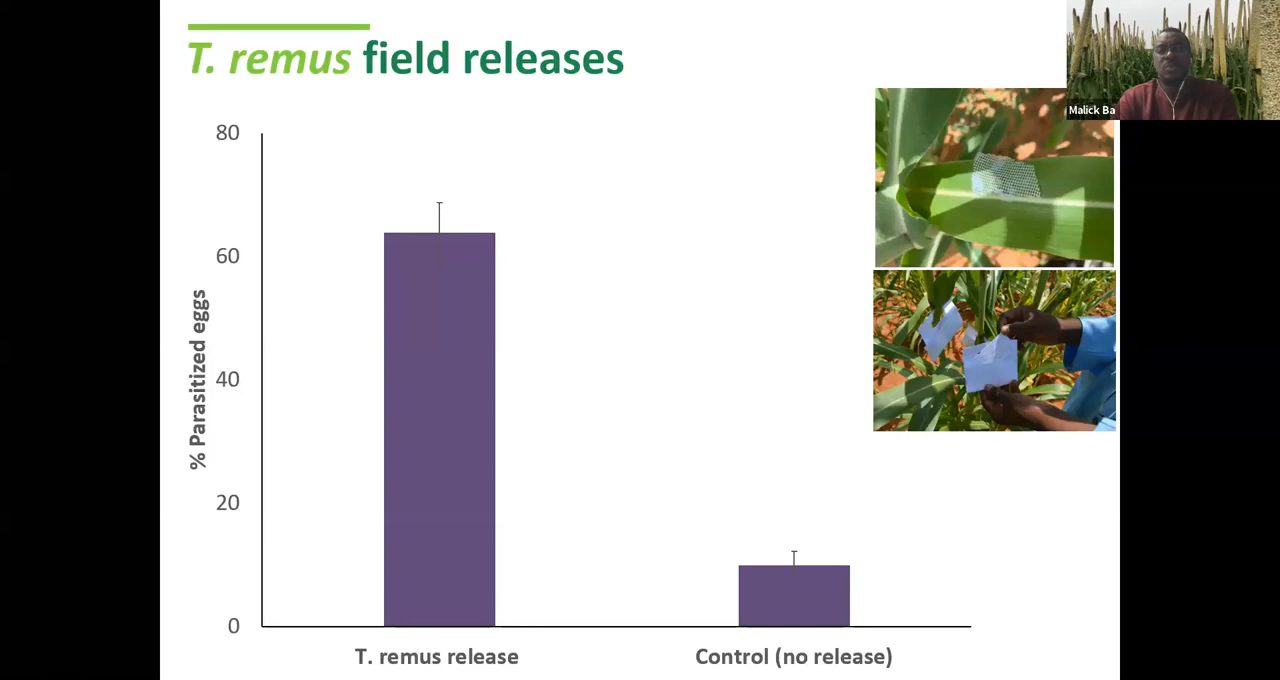 T. remus field releases
Malick Ba
80
60
40
20
0
% Parasitized eggs
T. remus release
Control (no release)